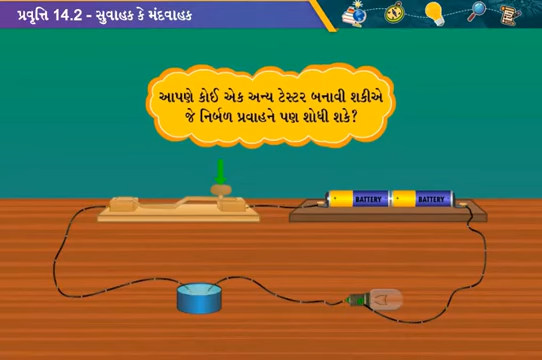 પ્રવૃત્તિ 14.2 - સુવાહક કે મંદવાહક
આપણે કોઈ એક અન્ય ટેસ્ટર બનાવી શકીએ
જે નિર્બળ પ્રવાહને પણ શોધી શકે?
BATTERY BATTERY